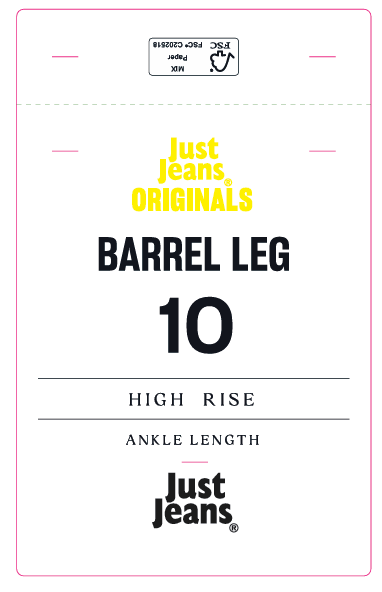 MIX
Paper
FSC® C202518
FSC
Just
Jeans®
ORIGINALS
BARREL LEG
10
HIGH RISE
ANKLE LENGTH
Just
Jeans®